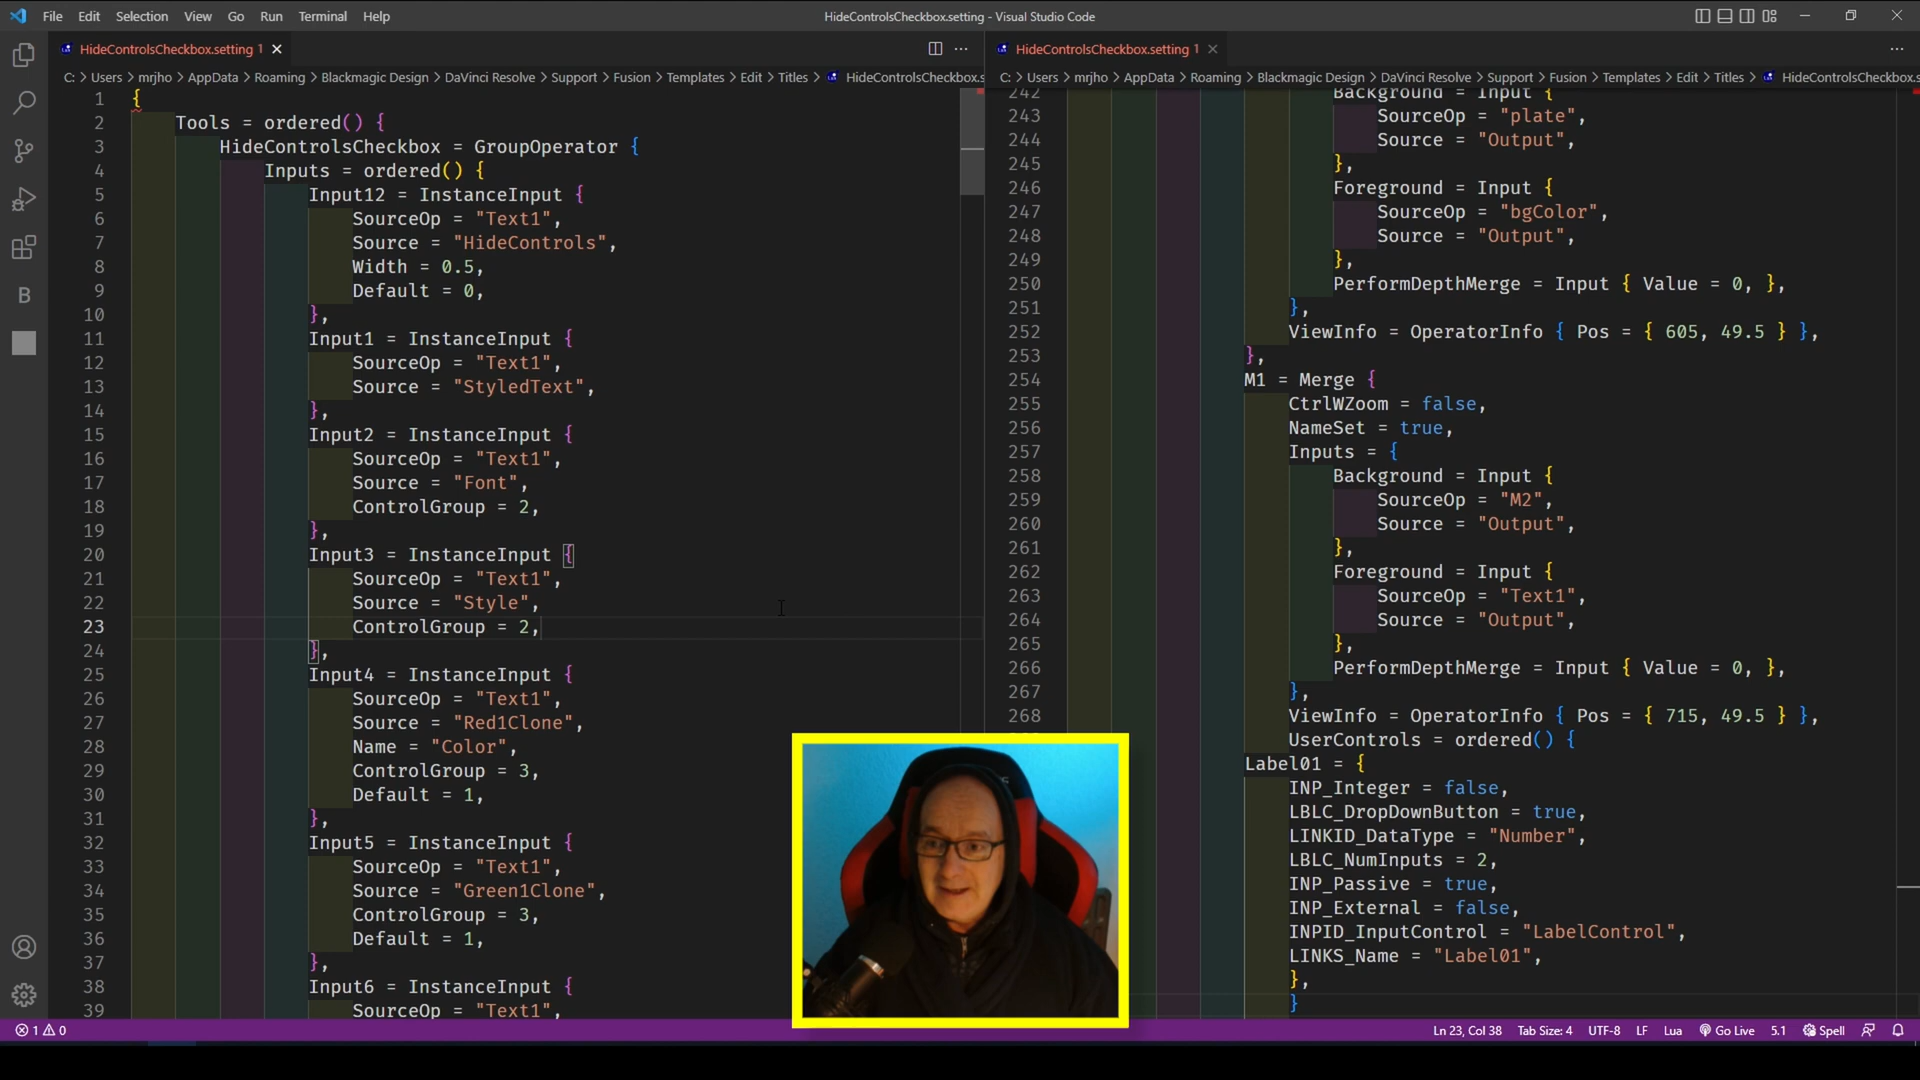 File Edit Selection View Go Run Terminal Help
HideControlsCheckbox.setting - Visual Studio Code
HideControlsCheckbox.setting 1
C: > Users > mrjho > AppData > Roaming > Blackmagic Design > DaVinci Resolve > Support > Fusion > Templates > Edit > Titles > HideControlsCheckbox.s
1 {
2 Tools = ordered() {
3 HideControlsCheckbox = GroupOperator {
4 Inputs = ordered() {
5 Input12 = InstanceInput {
6 SourceOp = "Text1",
7 Source = "HideControls",
8 Width = 0.5,
9 Default = 0,
10 },
11 Input1 = InstanceInput {
12 SourceOp = "Text1",
13 Source = "StyledText",
14 },
15 Input2 = InstanceInput {
16 SourceOp = "Text1",
17 Source = "Font",
18 ControlGroup = 2,
19 },
20 Input3 = InstanceInput {
21 SourceOp = "Text1",
22 Source = "Style",
23 ControlGroup = 2,
24 },
25 Input4 = InstanceInput {
26 SourceOp = "Text1",
27 Source = "Red1Clone",
28 Name = "Color",
29 ControlGroup = 3,
30 Default = 1,
31 },
32 Input5 = InstanceInput {
33 SourceOp = "Text1",
34 Source = "Green1Clone",
35 ControlGroup = 3,
36 Default = 1,
37 },
38 Input6 = InstanceInput {
39 SourceOp = "Text1",
HideControlsCheckbox.setting 1
C: > Users > mrjho > AppData > Roaming > Blackmagic Design > DaVinci Resolve > Support > Fusion > Templates > Edit > Titles > HideControlsCheckbox.s
242 Background = Input {
243 SourceOp = "plate",
244 Source = "Output",
245 },
246 Foreground = Input {
247 SourceOp = "bgColor",
248 Source = "Output",
249 },
250 PerformDepthMerge = Input { Value = 0, },
251 },
252 ViewInfo = OperatorInfo { Pos = { 605, 49.5 } },
253 },
254 M1 = Merge {
255 CtrlWZoom = false,
256 NameSet = true,
257 Inputs = {
258 Background = Input {
259 SourceOp = "M2",
260 Source = "Output",
261 },
262 Foreground = Input {
263 SourceOp = "Text1",
264 Source = "Output",
265 },
266 PerformDepthMerge = Input { Value = 0, },
267 },
268 ViewInfo = OperatorInfo { Pos = { 715, 49.5 } },
UserControls = ordered() {
Label01 = {
INP_Integer = false,
LBLC_DropDownButton = true,
LINKID_DataType = "Number",
LBLC_NumInputs = 2,
INP_Passive = true,
INP_External = false,
INPID_InputControl = "LabelControl",
LINKS_Name = "Label01",
},
}
1 0
Ln 23, Col 38 Tab Size: 4 UTF-8 LF Lua Go Live 5.1 Spell